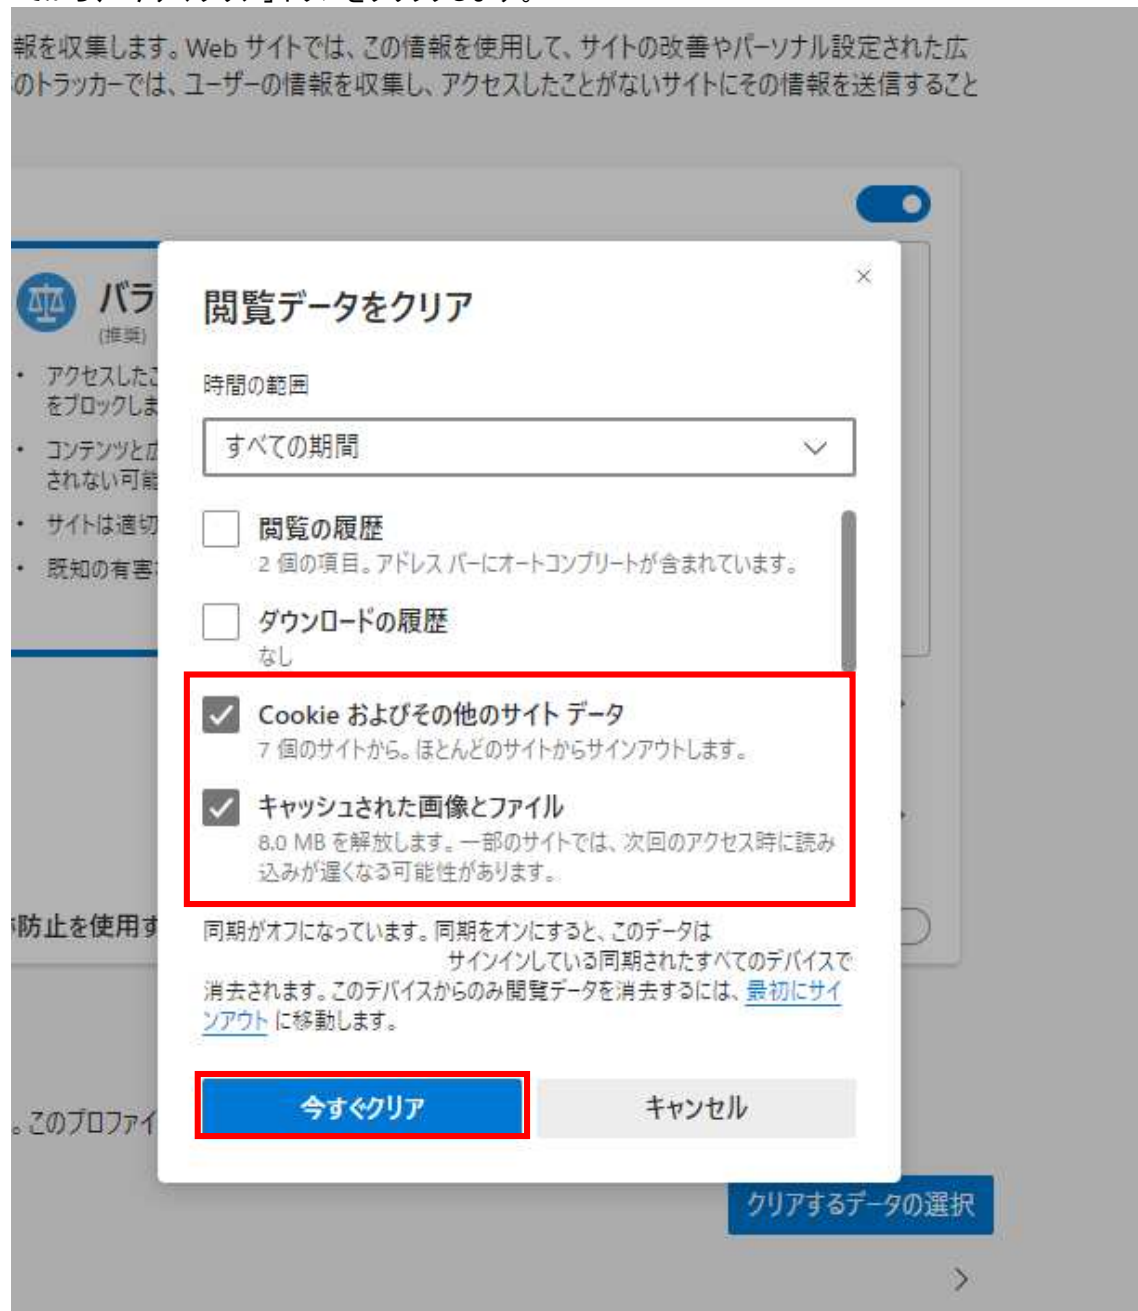 報を収集します。Web サイトでは、この情報を使用して、サイトの改善やパーソナル設定された広
のトラッカーでは、ユーザーの情報を収集し、アクセスしたことがないサイトにその情報を送信すること
バラ
(推奨)
・ アクセスしたこ
をブロックしま
・ コンテンツと広
されない可能
・ サイトは適切
・ 既知の有害
閲覧データをクリア
時間の範囲
すべての期間
閲覧の履歴
2 個の項目。アドレス バーにオートコンプリートが含まれています。
ダウンロードの履歴
なし
Cookie およびその他のサイト データ
7 個のサイトから。ほとんどのサイトからサインアウトします。
キャッシュされた画像とファイル
8.0 MB を解放します。一部のサイトでは、次回のアクセス時に読み
込みが遅くなる可能性があります。
防止を使用す
同期がオフになっています。同期をオンにすると、このデータは
サインインしている同期されたすべてのデバイスで
消去されます。このデバイスからのみ閲覧データを消去するには、最初にサイ
ンアウト に移動します。
今すぐクリア
キャンセル
。このプロファイ
クリアするデータの選択